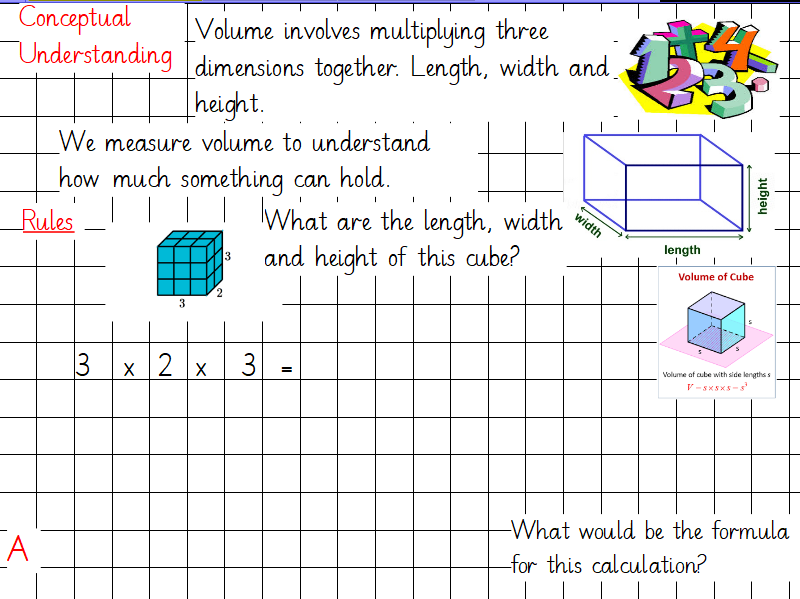 Conceptual
Understanding
Volume involves multiplying three
dimensions together. Length, width and
height.
We measure volume to understand
how much something can hold.
width
length
height
Rules
3
2
3
What are the length, width
and height of this cube?
Volume of Cube
s
s
s
Volume of cube with side lengths s
V = s × s × s = s³
3 x 2 x 3 =
A
What would be the formula
for this calculation?